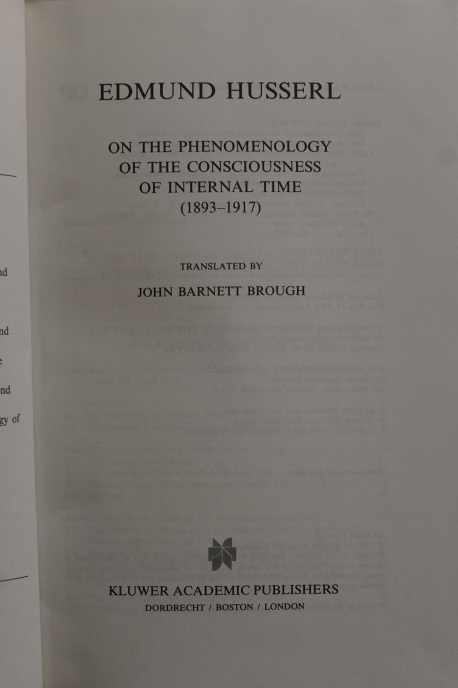 EDMUND HUSSERL
ON THE PHENOMENOLOGY
OF THE CONSCIOUSNESS
OF INTERNAL TIME
(1893–1917)
TRANSLATED BY
JOHN BARNETT BROUGH
KLUWER ACADEMIC PUBLISHERS
DORDRECHT / BOSTON / LONDON